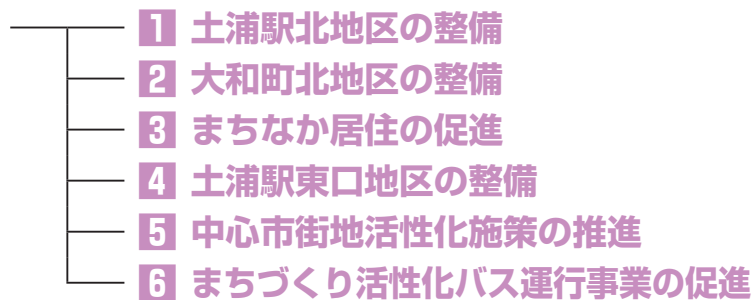 1 土浦駅北地区の整備
2 大和町北地区の整備
3 まちなか居住の促進
4 土浦駅東口地区の整備
5 中心市街地活性化施策の推進
6 まちづくり活性化バス運行事業の促進